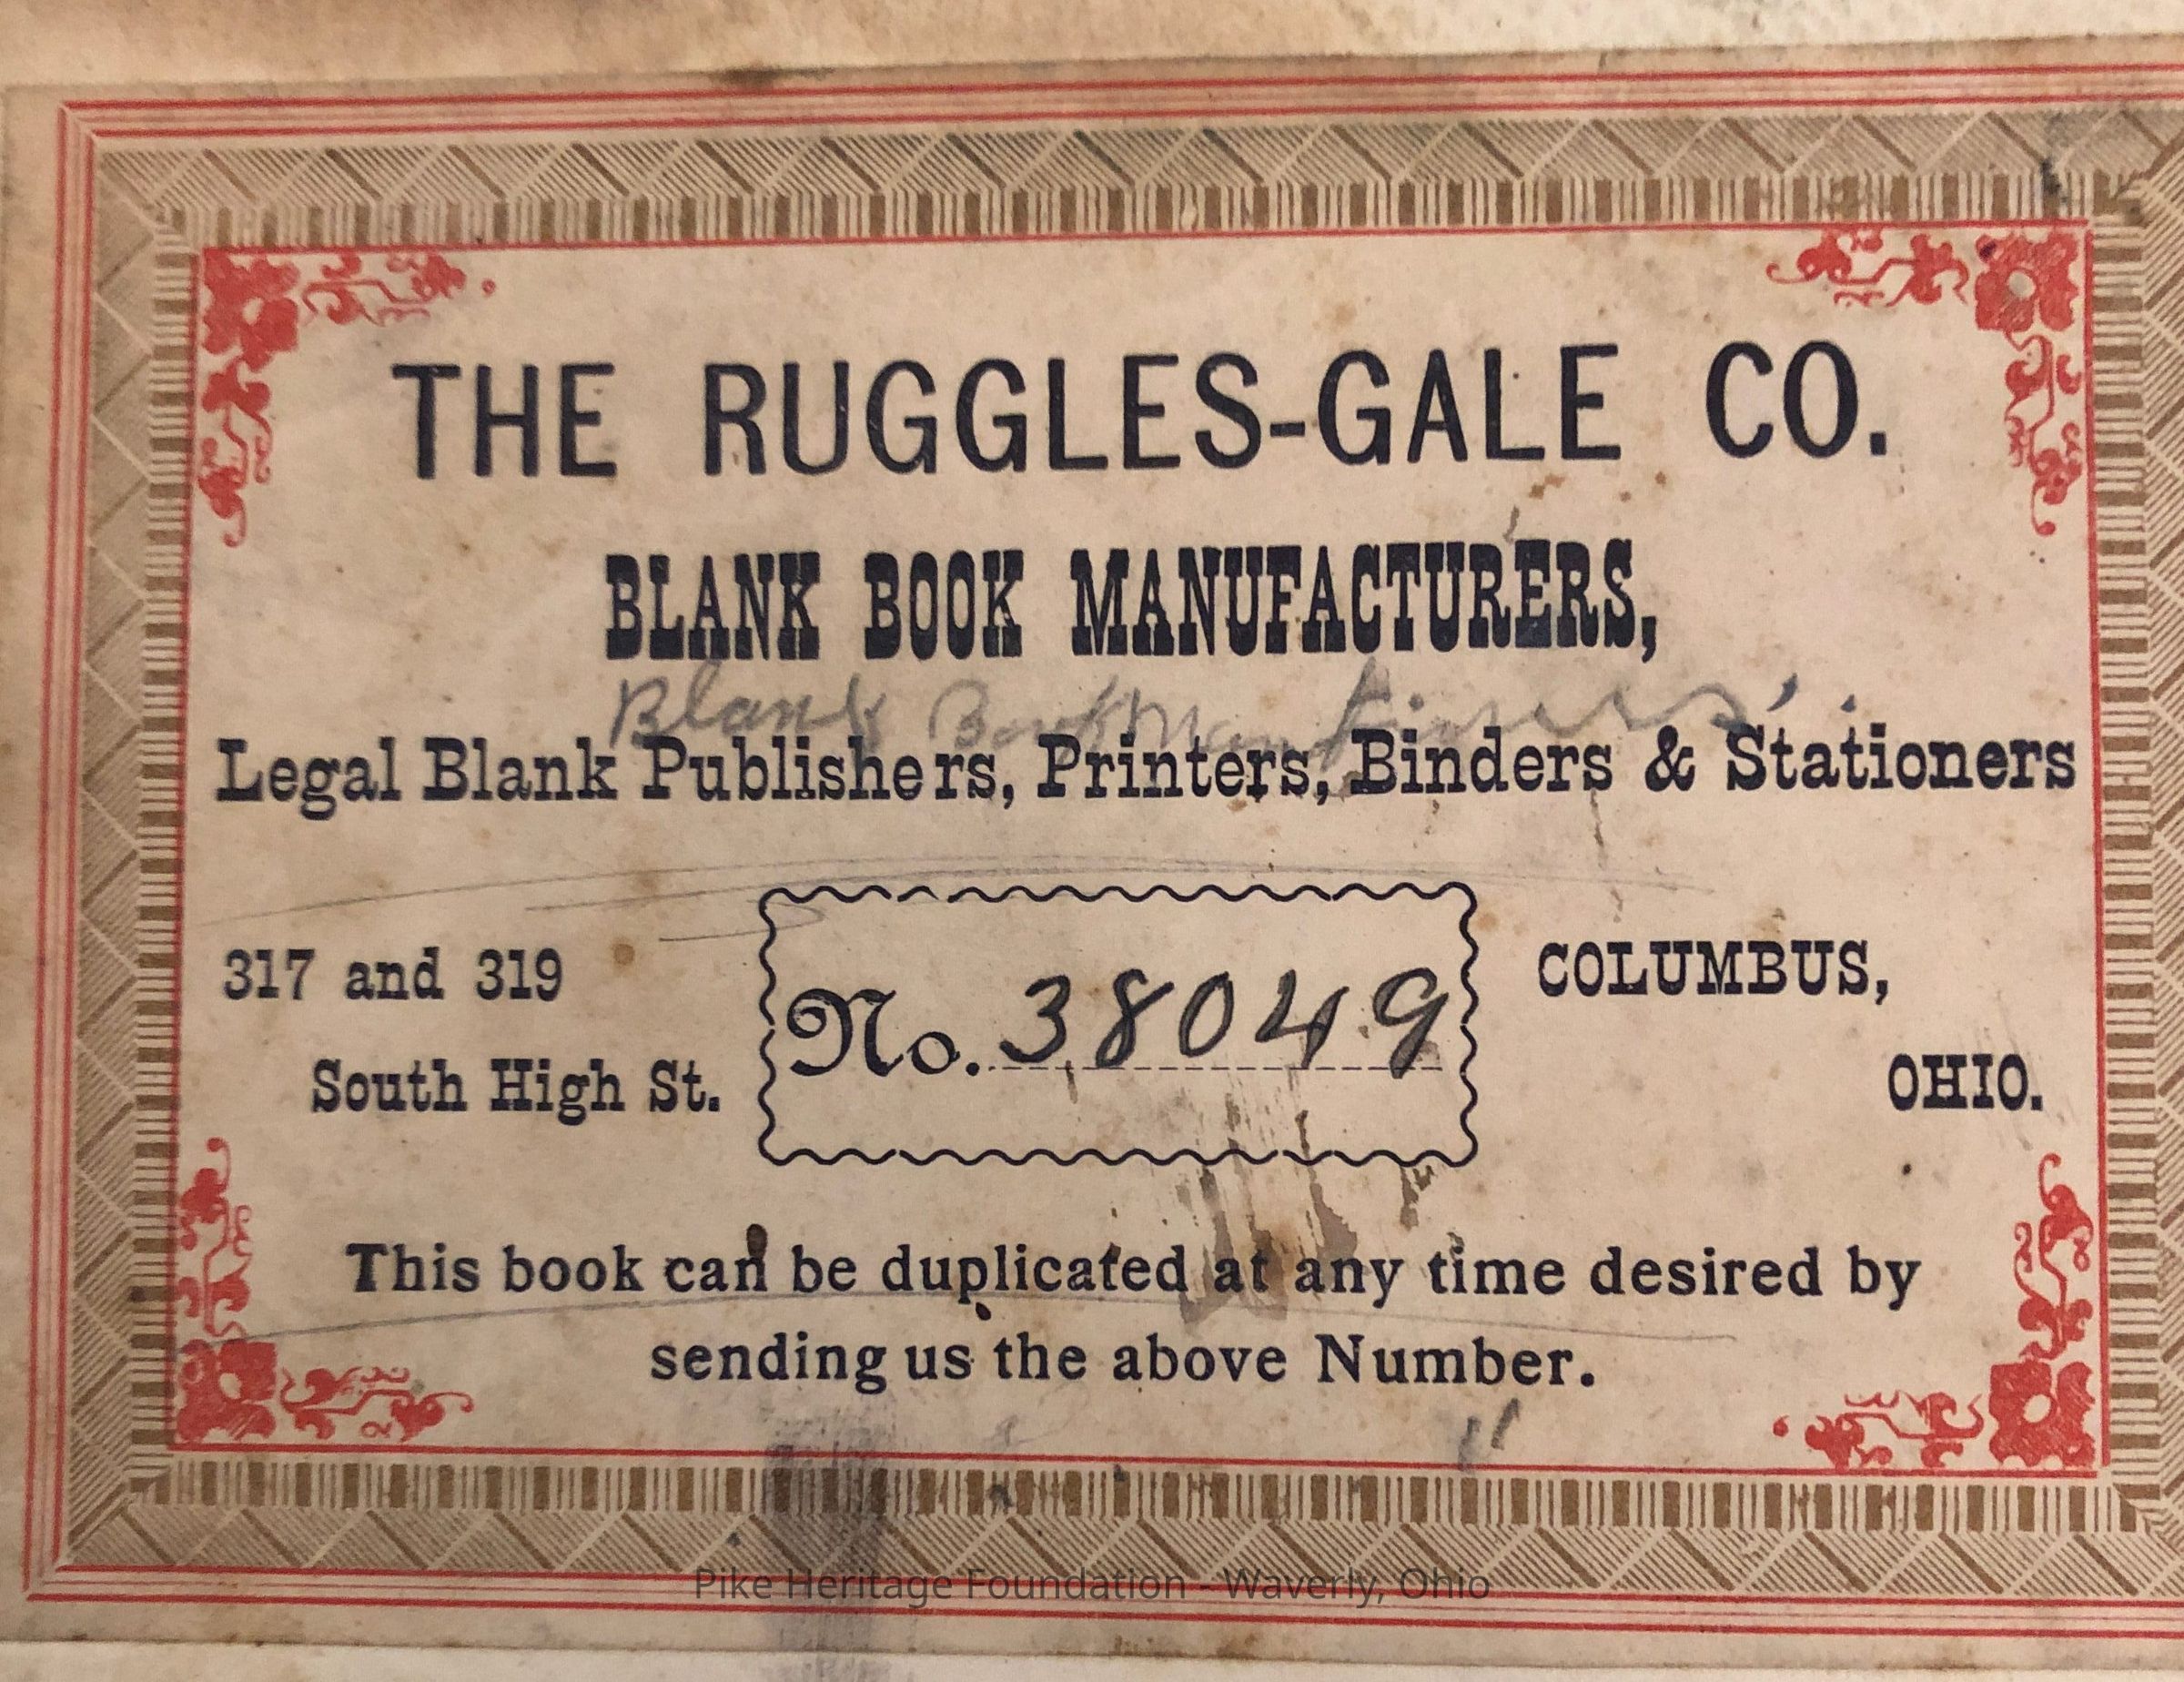 THE RUGGLES-GALE CO.
BLANK BOOK MANUFACTURERS,
Blank Book
Legal Blank Publishers, Printers, Binders & Stationers
317 and 319
South High St.
No. 38049
COLUMBUS,
OHIO.
This book can be duplicated at any time desired by
sending us the above Number.
Pike Heritage Foundation - Waverly, Ohio